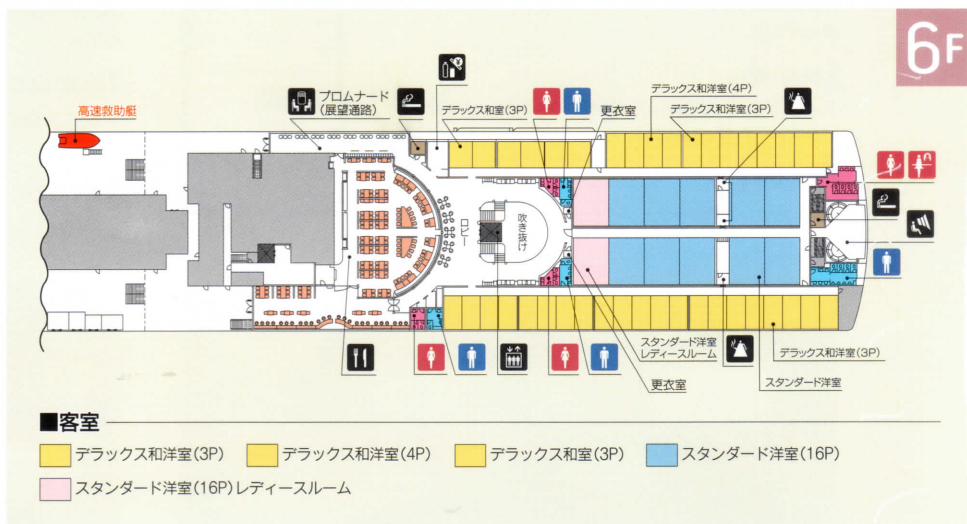 6F
高速救助艇
プロムナード
(展望通路)
デラックス和室(3P)
更衣室
デラックス和洋室(4P)
デラックス和洋室(3P)
ロビー
吹き抜け
スタンダード洋室
レディースルーム
更衣室
デラックス和洋室(3P)
スタンダード洋室
■客室
デラックス和洋室(3P)
デラックス和洋室(4P)
デラックス和室(3P)
スタンダード洋室(16P)
スタンダード洋室(16P)レディースルーム